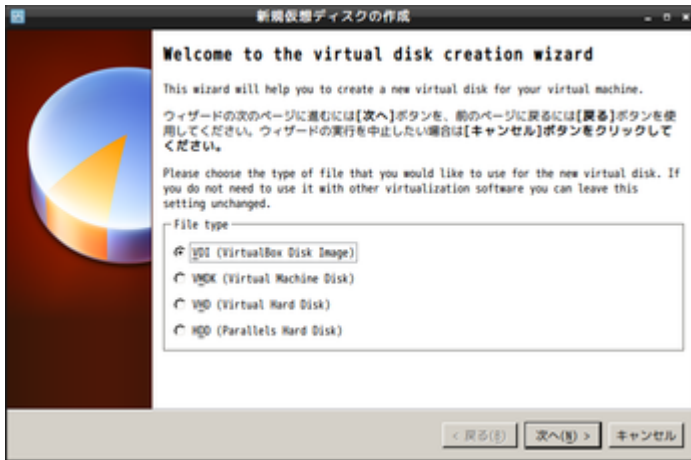 新規仮想ディスクの作成
Welcome to the virtual disk creation wizard
This wizard will help you to create a new virtual disk for your virtual machine.
ウィザードの次のページに進むには[次へ]ボタンを、前のページに戻るには[戻る]ボタンを使
用してください。ウィザードの実行を中止したい場合は[キャンセル]ボタンをクリックして
ください。
Please choose the type of file that you would like to use for the new virtual disk. If
you do not need to use it with other virtualization software you can leave this
setting unchanged.
File type
VDI (VirtualBox Disk Image)
VMDK (Virtual Machine Disk)
VHD (Virtual Hard Disk)
HDD (Parallels Hard Disk)
< 戻る(B) 次へ(N) > キャンセル